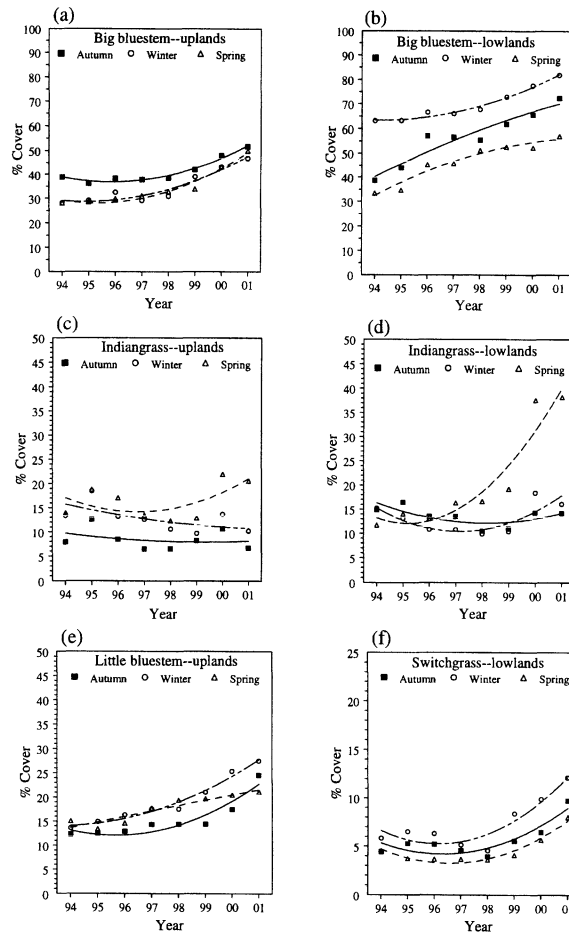 (a)
Big bluestem--uplands
Autumn Winter Spring
100
90
80
70
60
50
40
30
20
10
0
% Cover
94 95 96 97 98 99 00 01
Year
(b)
Big bluestem--lowlands
Autumn Winter Spring
100
90
80
70
60
50
40
30
20
10
0
% Cover
94 95 96 97 98 99 00 01
Year
(c)
Indiangrass--uplands
Autumn Winter Spring
50
45
40
35
30
25
20
15
10
5
0
% Cover
94 95 96 97 98 99 00 01
Year
(d)
Indiangrass--lowlands
Autumn Winter Spring
50
45
40
35
30
25
20
15
10
5
0
% Cover
94 95 96 97 98 99 00 01
Year
(e)
Little bluestem--uplands
Autumn Winter Spring
50
45
40
35
30
25
20
15
10
5
0
% Cover
94 95 96 97 98 99 00 01
Year
(f)
Switchgrass--lowlands
Autumn Winter Spring
25
20
15
10
5
0
% Cover
94 95 96 97 98 99 00 01
Year